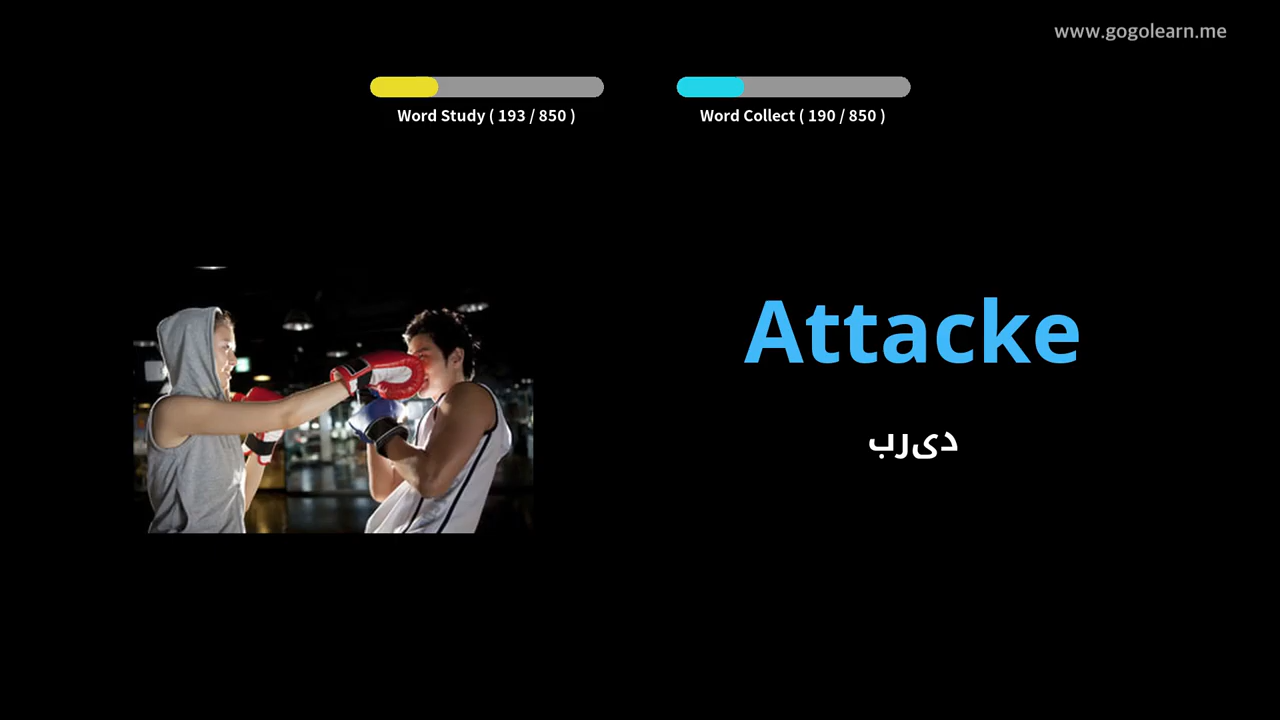 www.gogolearn.me
Word Study ( 193 / 850 )
Word Collect ( 190 / 850 )
Attacke
دیرب